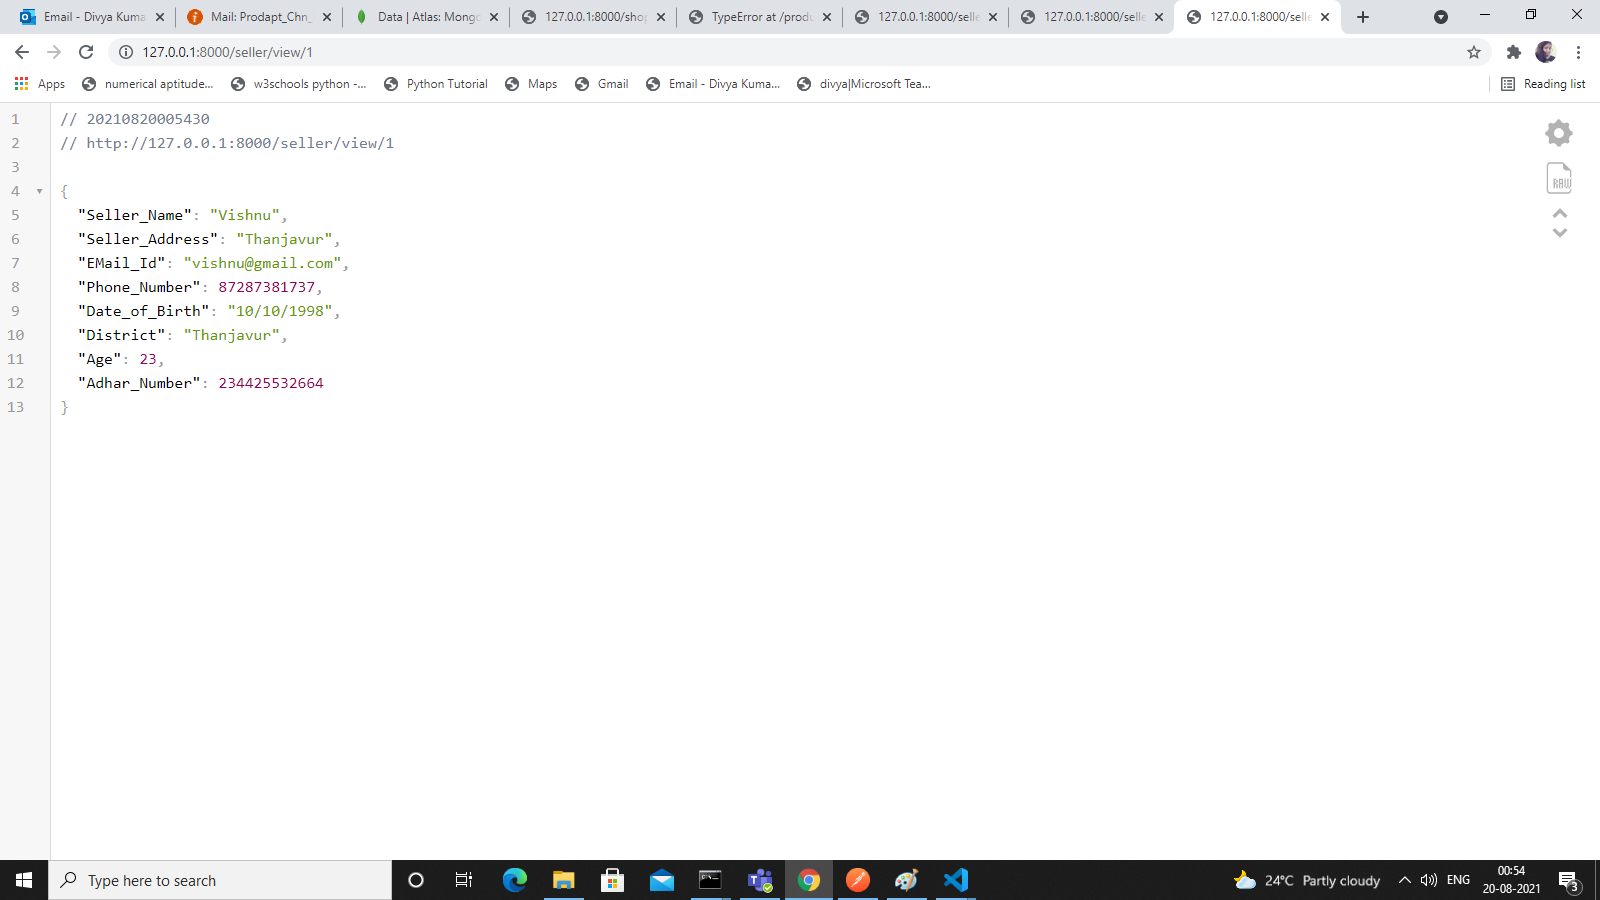 Email - Divya Kuma
Mail: Prodapt_Chn_
Data | Atlas: Mongo
127.0.0.1:8000/shop
TypeError at /produ
127.0.0.1:8000/selle
127.0.0.1:8000/selle
127.0.0.1:8000/selle
127.0.0.1:8000/seller/view/1
Apps
numerical aptitude...
w3schools python -...
Python Tutorial
Maps
Gmail
Email - Divya Kuma...
divya|Microsoft Tea...
Reading list
1 // 20210820005430
2 // http://127.0.0.1:8000/seller/view/1
3
4 {
5 "Seller_Name": "Vishnu",
6 "Seller_Address": "Thanjavur",
7 "EMail_Id": "vishnu@gmail.com",
8 "Phone_Number": 87287381737,
9 "Date_of_Birth": "10/10/1998",
10 "District": "Thanjavur",
11 "Age": 23,
12 "Adhar_Number": 234425532664
13 }
RAW
Type here to search
24°C Partly cloudy
ENG
00:54
20-08-2021
3